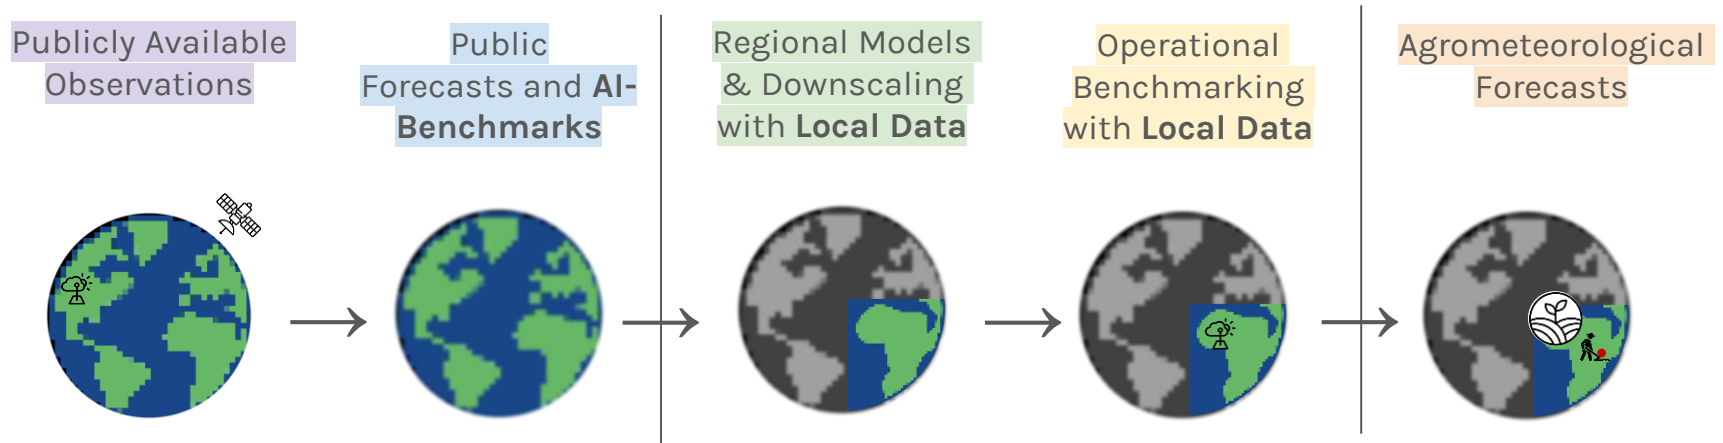 Publicly Available
Observations
Public
Forecasts and AI-
Benchmarks
Regional Models
& Downscaling
with Local Data
Operational
Benchmarking
with Local Data
Agrometeorological
Forecasts